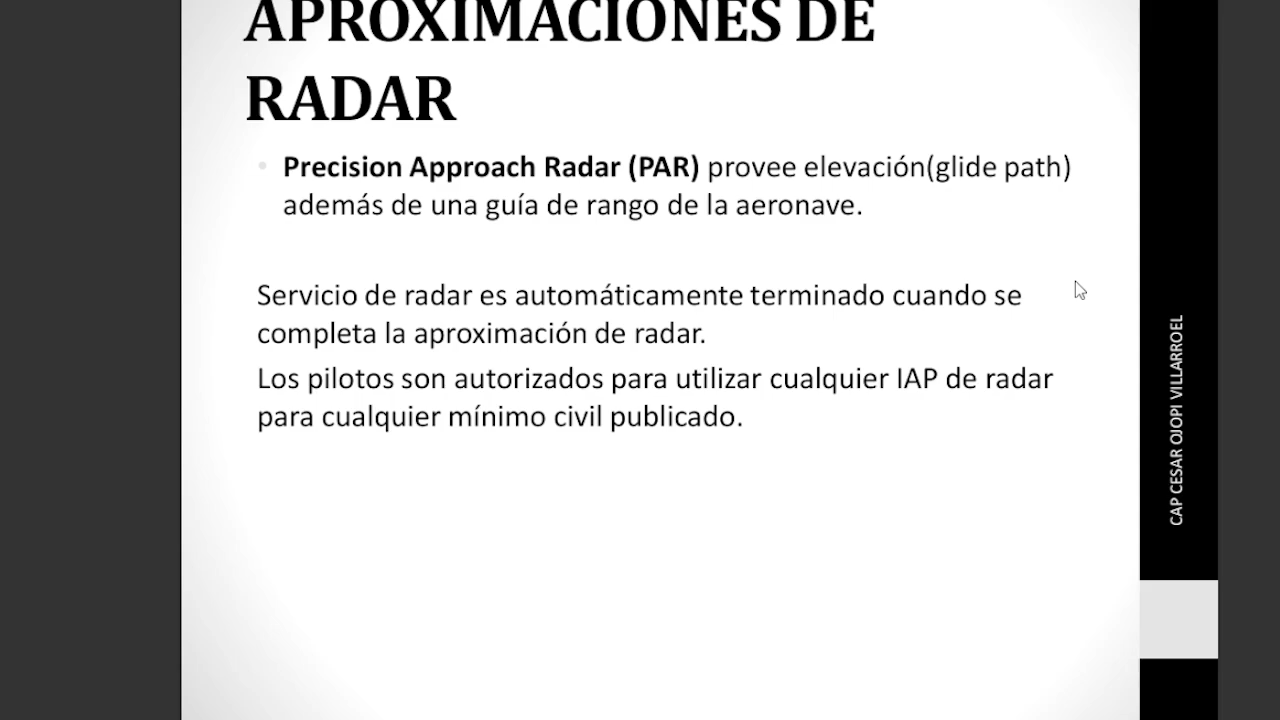 APROXIMACIONES DE
RADAR
• Precision Approach Radar (PAR) provee elevación(glide path)
además de una guía de rango de la aeronave.
Servicio de radar es automáticamente terminado cuando se
completa la aproximación de radar.
Los pilotos son autorizados para utilizar cualquier IAP de radar
para cualquier mínimo civil publicado.
CAP CESAR OJOPI VILLARROEL